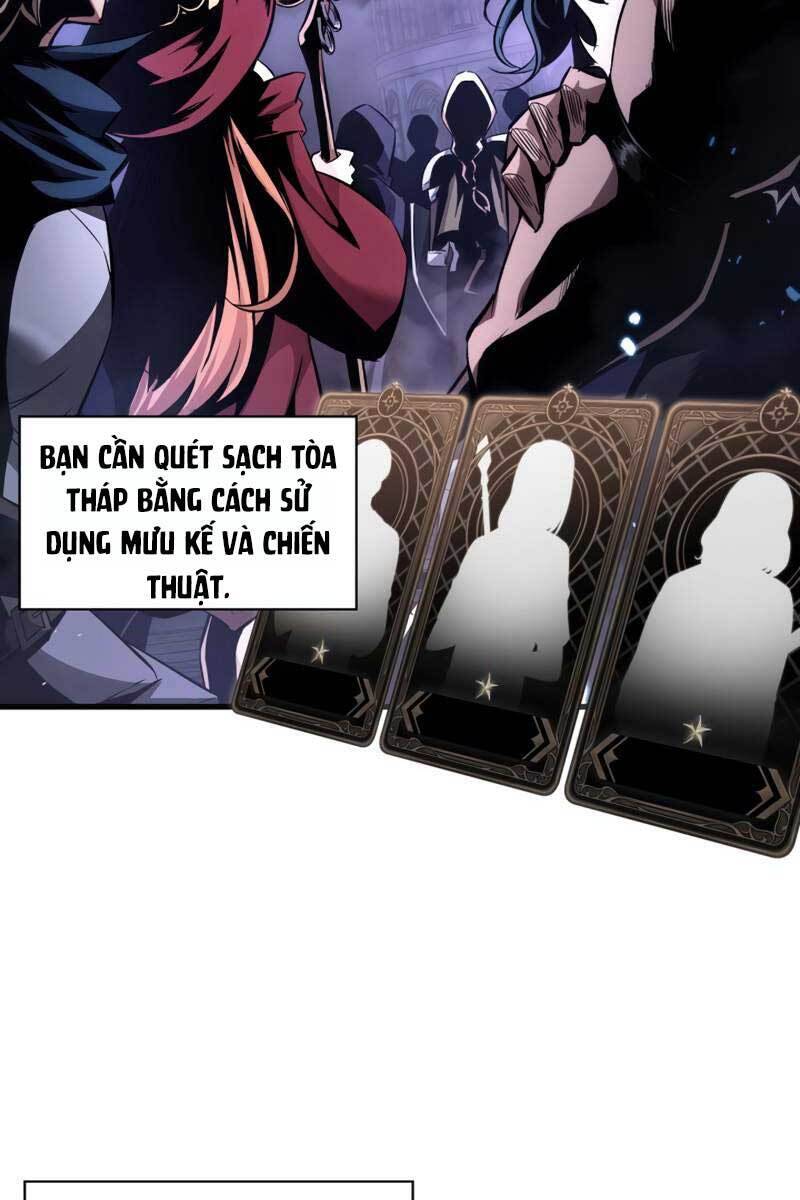 BẠN CẦN QUÉT SẠCH TÒA
THÁP BẰNG CÁCH SỬ
DỤNG MƯU KẾ VÀ CHIẾN
THUẬT.